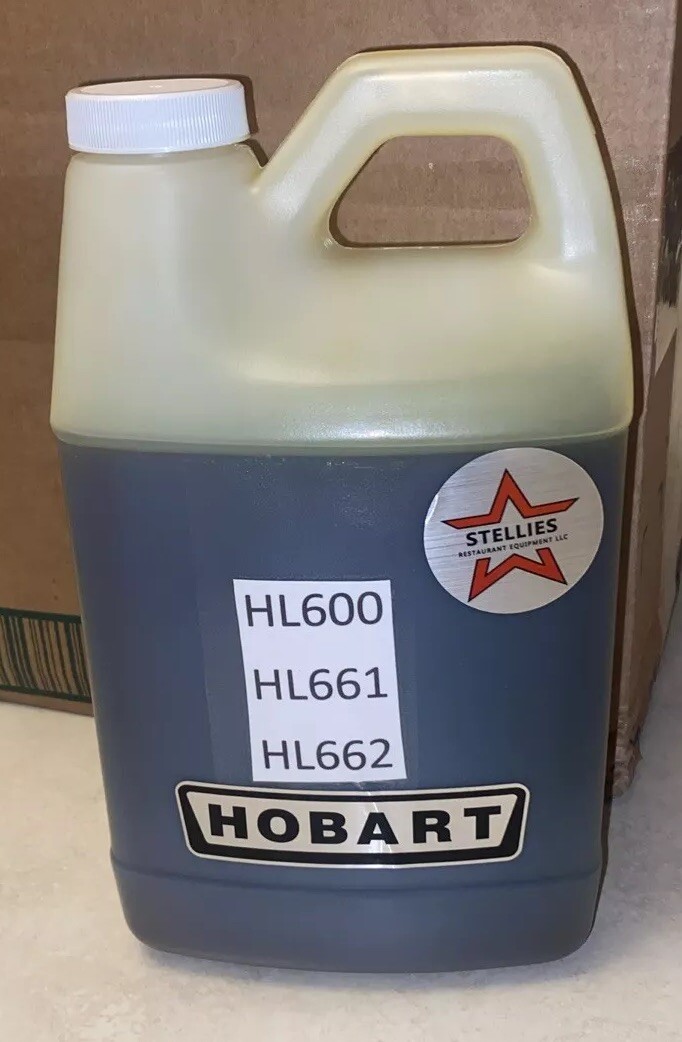 STELLIES
RESTAURANT EQUIPMENT LLC
HL600
HL661
HL662
HOBART